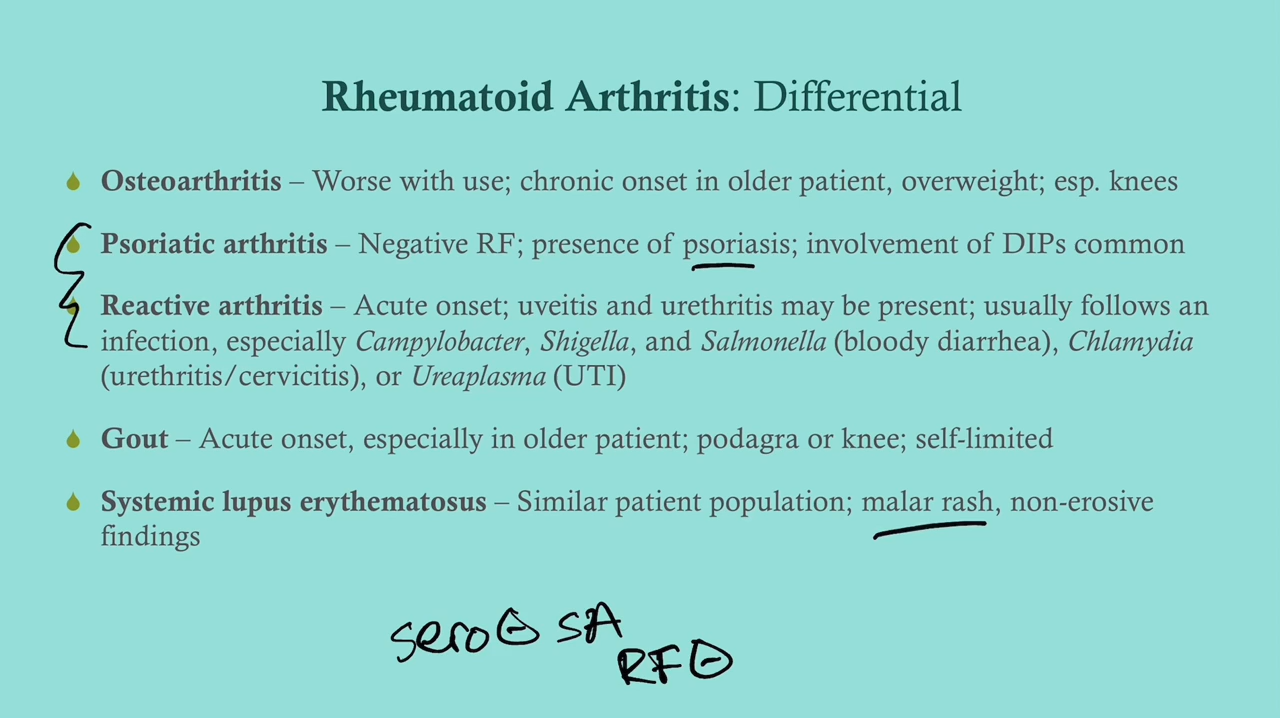 Rheumatoid Arthritis: Differential
Osteoarthritis – Worse with use; chronic onset in older patient, overweight; esp. knees
Psoriatic arthritis – Negative RF; presence of psoriasis; involvement of DIPs common
Reactive arthritis – Acute onset; uveitis and urethritis may be present; usually follows an
infection, especially Campylobacter, Shigella, and Salmonella (bloody diarrhea), Chlamydia
(urethritis/cervicitis), or Ureaplasma (UTI)
Gout – Acute onset, especially in older patient; podagra or knee; self-limited
Systemic lupus erythematosus – Similar patient population; malar rash, non-erosive
findings
sero⊖ SA
RF⊖